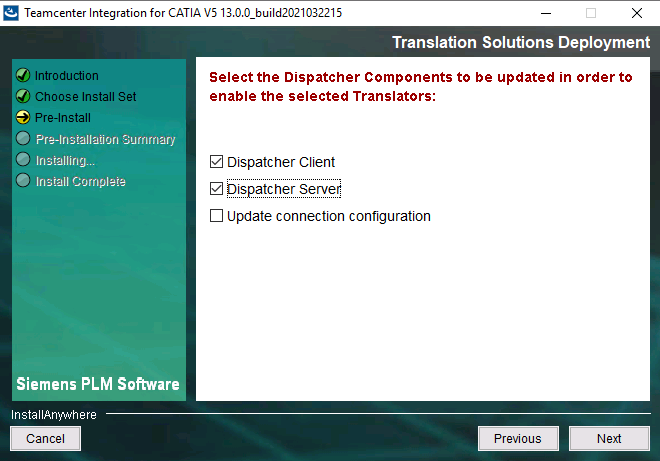 Teamcenter Integration for CATIA V5 13.0.0_build2021032215
Translation Solutions Deployment
Introduction
Choose Install Set
Pre-Install
Pre-Installation Summary
Installing...
Install Complete
Siemens PLM Software
Select the Dispatcher Components to be updated in order to
enable the selected Translators:
Dispatcher Client
Dispatcher Server
Update connection configuration
InstallAnywhere
Cancel
Previous
Next